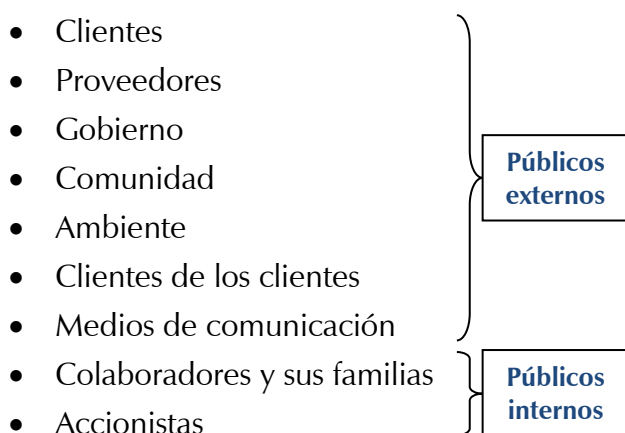 • Clientes
• Proveedores
• Gobierno
• Comunidad
• Ambiente
• Clientes de los clientes
• Medios de comunicación
Públicos
externos
• Colaboradores y sus familias
• Accionistas
Públicos
internos